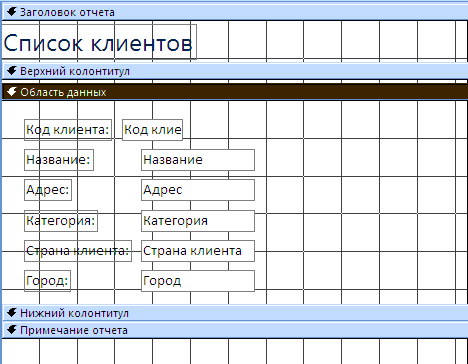 Заголовок отчета
Список клиентов
Верхний колонтитул
Область данных
Код клиента: Код клие
Название: Название
Адрес: Адрес
Категория: Категория
Страна клиента: Страна клиента
Город: Город
Нижний колонтитул
Примечание отчета